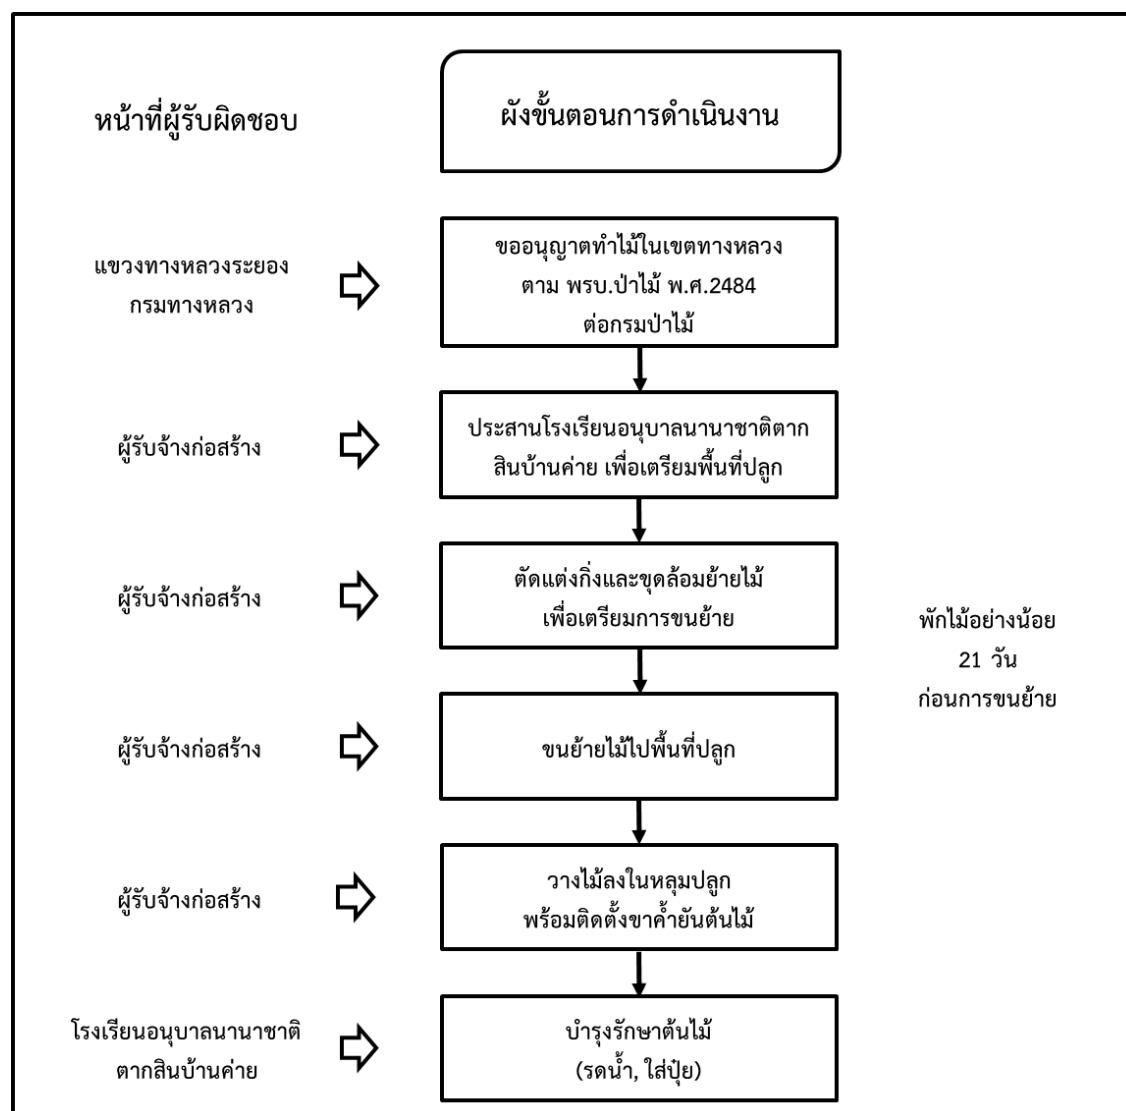 หน้าที่ผู้รับผิดชอบ
ผังขั้นตอนการดำเนินงาน
แขวงทางหลวงระยอง
กรมทางหลวง
ขออนุญาตทำไม้ในเขตทางหลวง
ตาม พรบ.ป่าไม้ พ.ศ.2484
ต่อกรมป่าไม้
ผู้รับจ้างก่อสร้าง
ประสานโรงเรียนอนุบาลนานาชาติตาก
สินบ้านค่าย เพื่อเตรียมพื้นที่ปลูก
ผู้รับจ้างก่อสร้าง
ตัดแต่งกิ่งและขุดล้อมย้ายไม้
เพื่อเตรียมการขนย้าย
พักไม้อย่างน้อย
21 วัน
ก่อนการขนย้าย
ผู้รับจ้างก่อสร้าง
ขนย้ายไม้ไปพื้นที่ปลูก
ผู้รับจ้างก่อสร้าง
วางไม้ลงในหลุมปลูก
พร้อมติดตั้งขาค้ำยันต้นไม้
โรงเรียนอนุบาลนานาชาติ
ตากสินบ้านค่าย
บำรุงรักษาต้นไม้
(รดน้ำ, ใส่ปุ๋ย)